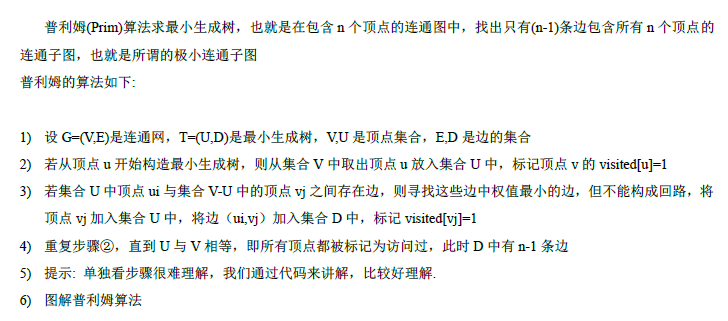 普利姆(Prim)算法求最小生成树，也就是在包含 n 个顶点的连通图中，找出只有(n-1)条边包含所有 n 个顶点的
连通子图，也就是所谓的极小连通子图
普利姆的算法如下:
1) 设 G=(V,E)是连通网，T=(U,D)是最小生成树，V,U 是顶点集合，E,D 是边的集合
2) 若从顶点 u 开始构造最小生成树，则从集合 V 中取出顶点 u 放入集合 U 中，标记顶点 v 的 visited[u]=1
3) 若集合 U 中顶点 ui 与集合 V-U 中的顶点 vj 之间存在边，则寻找这些边中权值最小的边，但不能构成回路，将
顶点 vj 加入集合 U 中，将边（ui,vj）加入集合 D 中，标记 visited[vj]=1
4) 重复步骤②，直到 U 与 V 相等，即所有顶点都被标记为访问过，此时 D 中有 n-1 条边
5) 提示: 单独看步骤很难理解，我们通过代码来讲解，比较好理解.
6) 图解普利姆算法